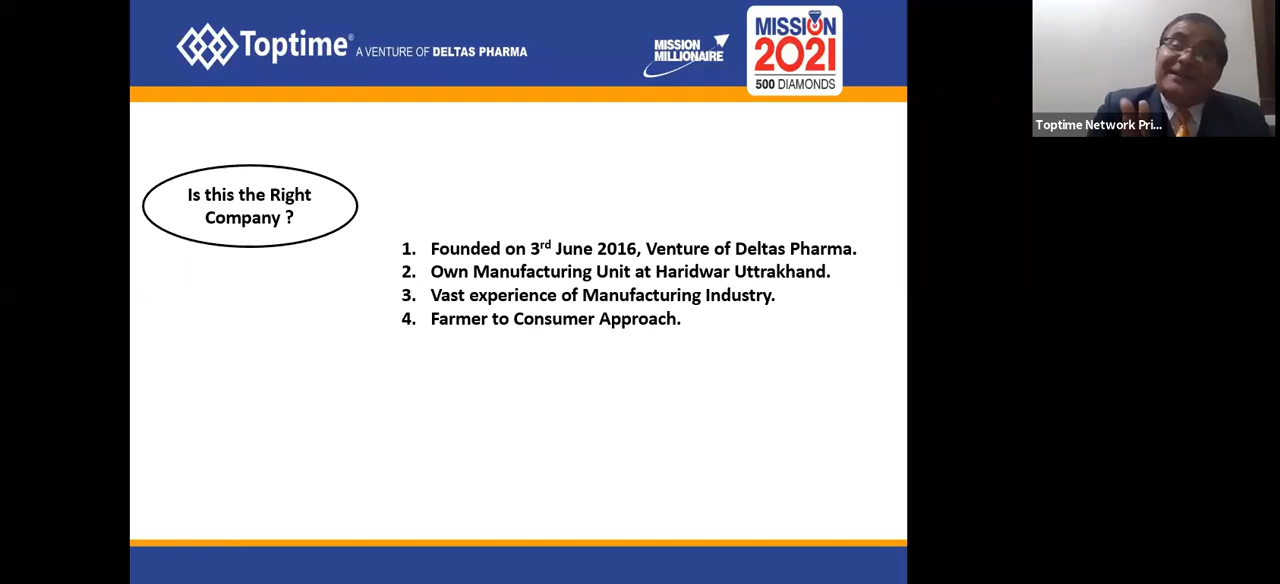 Toptime® A VENTURE OF DELTAS PHARMA
MISSION
MILLIONAIRE
MISSION
2021
500 DIAMONDS
Toptime Network Pri...
Is this the Right
Company ?
1. Founded on 3rd June 2016, Venture of Deltas Pharma.
2. Own Manufacturing Unit at Haridwar Uttrakhand.
3. Vast experience of Manufacturing Industry.
4. Farmer to Consumer Approach.